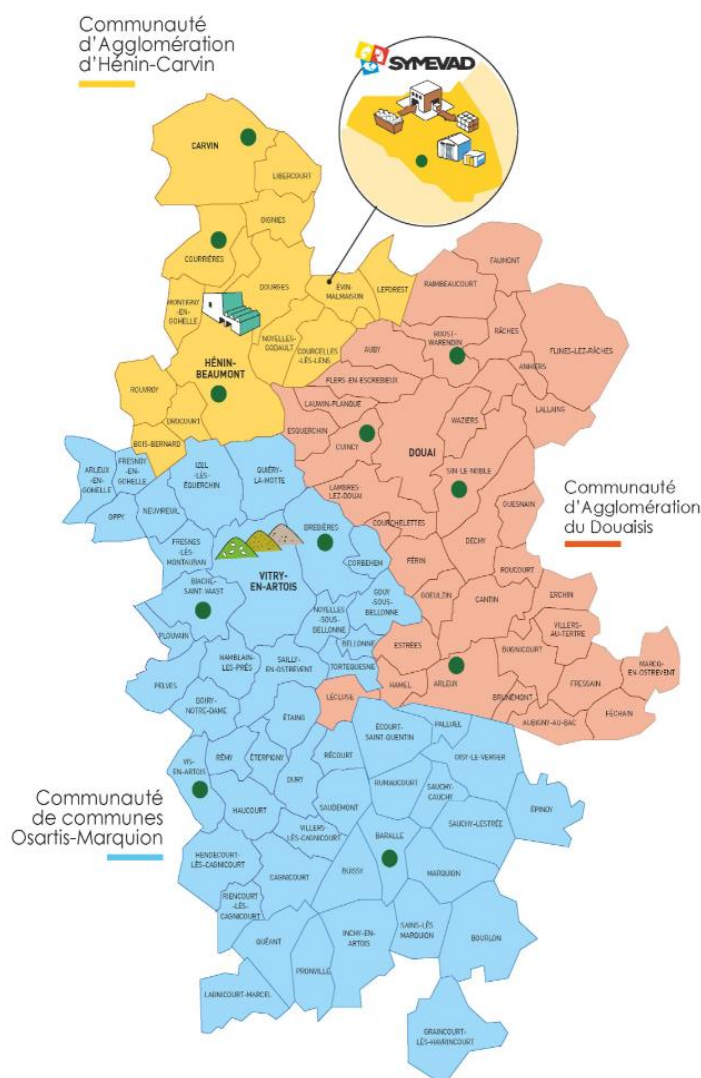 Communauté
d'Agglomération
d'Hénin-Carvin
SYMEVAD
CARVIN
LIBERCOURT
OIGNIES
COURRIÈRES
DOURGES
ÉVIN-
MALMAISON
LEFOREST
MONTIGNY
-EN-
GOHELLE
NOYELLES-
GODAULT
COURCELLES
-LÈS-LENS
HÉNIN-
BEAUMONT
ROUVROY
DROCOURT
BOIS-BERNARD
FAUMONT
RAIMBEAUCOURT
RÂCHES
ROOST-
WARENDIN
FLINES-LEZ-RÂCHES
AUBY
ANHIERS
FLERS-EN-ESCREBIEUX
LALLAING
LAUWIN-PLANQUE
WAZIERS
ESQUERCHIN
CUINCY
DOUAI
SIN-LE-NOBLE
LAMBRES
-LEZ-DOUAI
GUESNAIN
COURCHELETTES
DECHY
FÉRIN
ROUCOURT
GOEULZIN
CANTIN
ERCHIN
VILLERS-
AU-TERTRE
ESTRÉES
BUGNICOURT
MARCQ-
EN-OSTREVENT
HAMEL
ARLEUX
FRESSAIN
BRUNÉMONT
FÉCHAIN
AUBIGNY-AU-BAC
LÉCLUSE
Communauté
d'Agglomération
du Douaisis
ARLEUX
-EN-
GOHELLE
FRESNOY
-EN-
GOHELLE
IZEL
-LÈS-
ÉQUERCHIN
QUIÉRY-
LA-MOTTE
OPPY
NEUVIREUIL
FRESNES
-LÈS-
MONTAUBAN
BREBIÈRES
CORBEHEM
VITRY-
EN-ARTOIS
BIACHE-
SAINT-VAAST
GOUY
-SOUS-
BELLONNE
NOYELLES
-SOUS-
BELLONNE
PLOUVAIN
BELLONNE
HAMBLAIN-
LES-PRÉS
SAILLY-
EN-OSTREVENT
TORTEQUESNE
PELVES
BOIRY-
NOTRE-DAME
ÉTAING
ÉCOURT-
SAINT-QUENTIN
PALLUEL
VIS-
EN-ARTOIS
RÉMY
ÉTERPIGNY
RÉCOURT
OISY-LE-VERGER
DURY
RUMAUCOURT
SAUCHY-
CAUCHY
ÉPINOY
HAUCOURT
SAUDEMONT
SAUCHY-LESTRÉE
VILLERS-
LÈS-CAGNICOURT
BARALLE
HENDECOURT
-LÈS-CAGNICOURT
CAGNICOURT
BUISSY
MARQUION
RIENCOURT
-LÈS-
CAGNICOURT
QUÉANT
INCHY-EN-
ARTOIS
SAINS-LÈS
MARQUION
BOURLON
PRONVILLE
LAGNICOURT-MARCEL
GRAINCOURT-
LÈS-HAVRINCOURT
Communauté
de communes
Osartis-Marquion